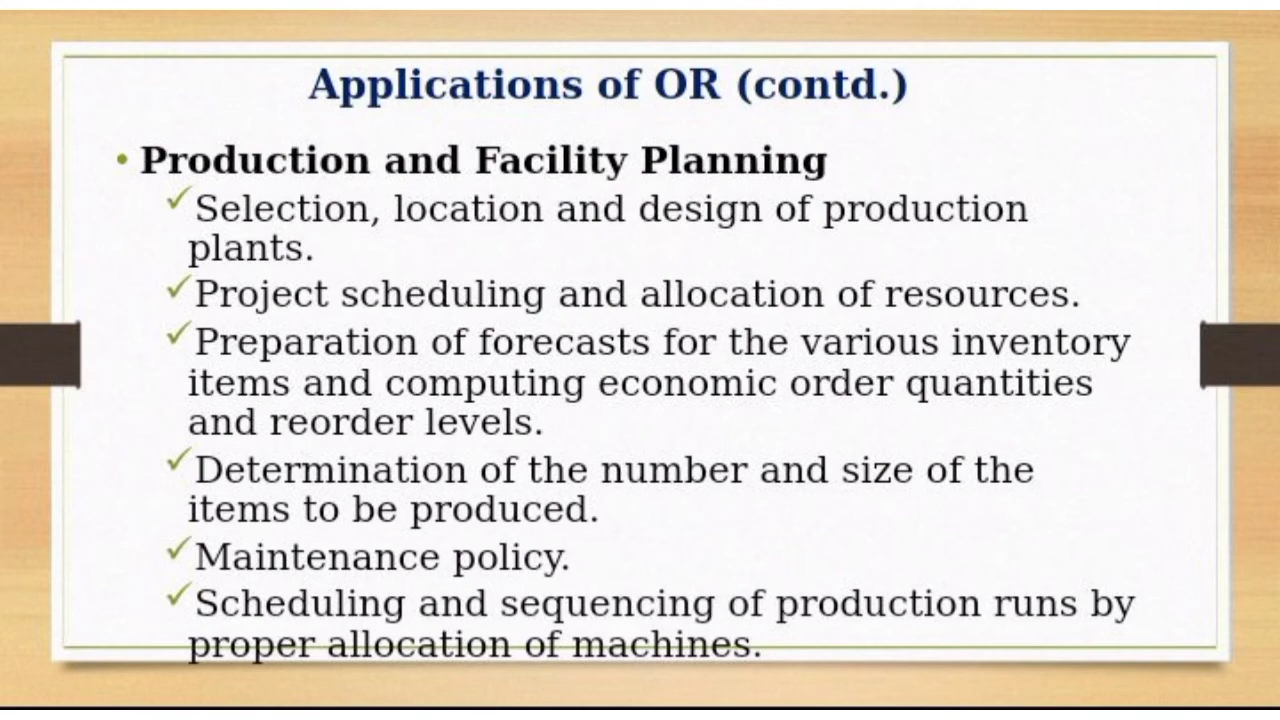 Applications of OR (contd.)
• Production and Facility Planning
✓Selection, location and design of production
plants.
✓Project scheduling and allocation of resources.
✓Preparation of forecasts for the various inventory
items and computing economic order quantities
and reorder levels.
✓Determination of the number and size of the
items to be produced.
✓Maintenance policy.
✓Scheduling and sequencing of production runs by
proper allocation of machines.